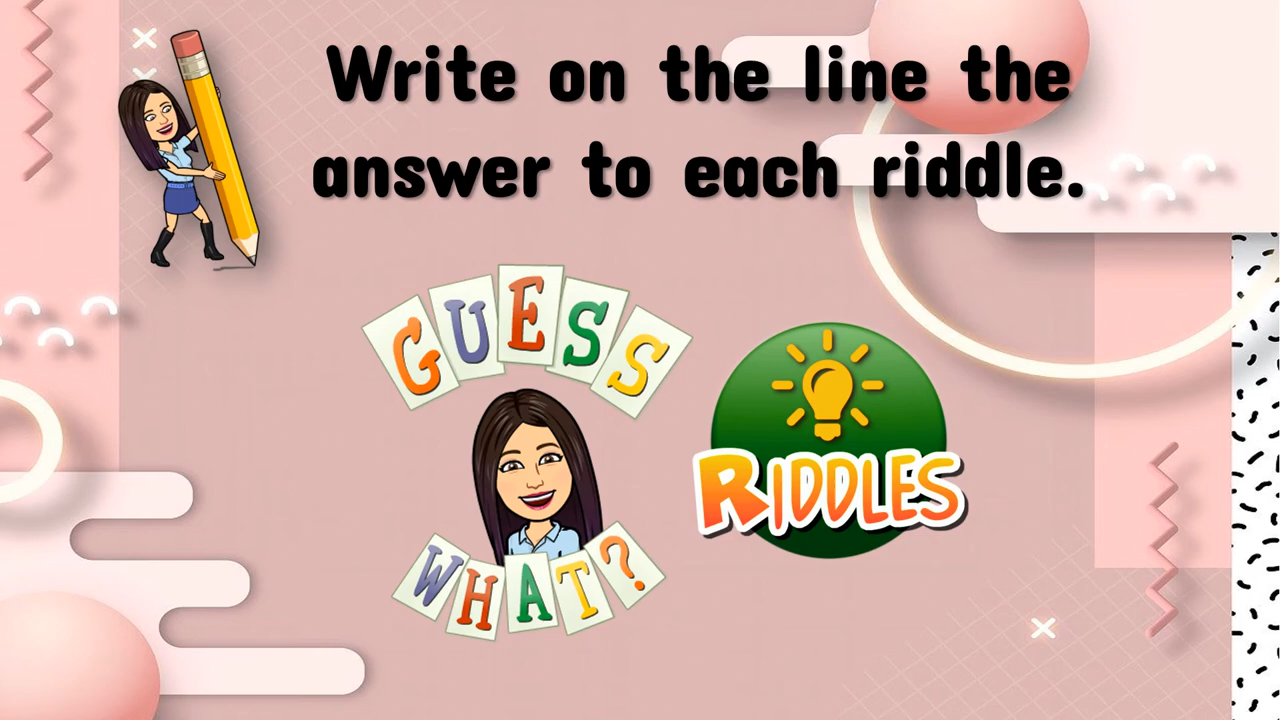 Write on the line the
answer to each riddle.
GUESS
WHAT?
RIDDLES